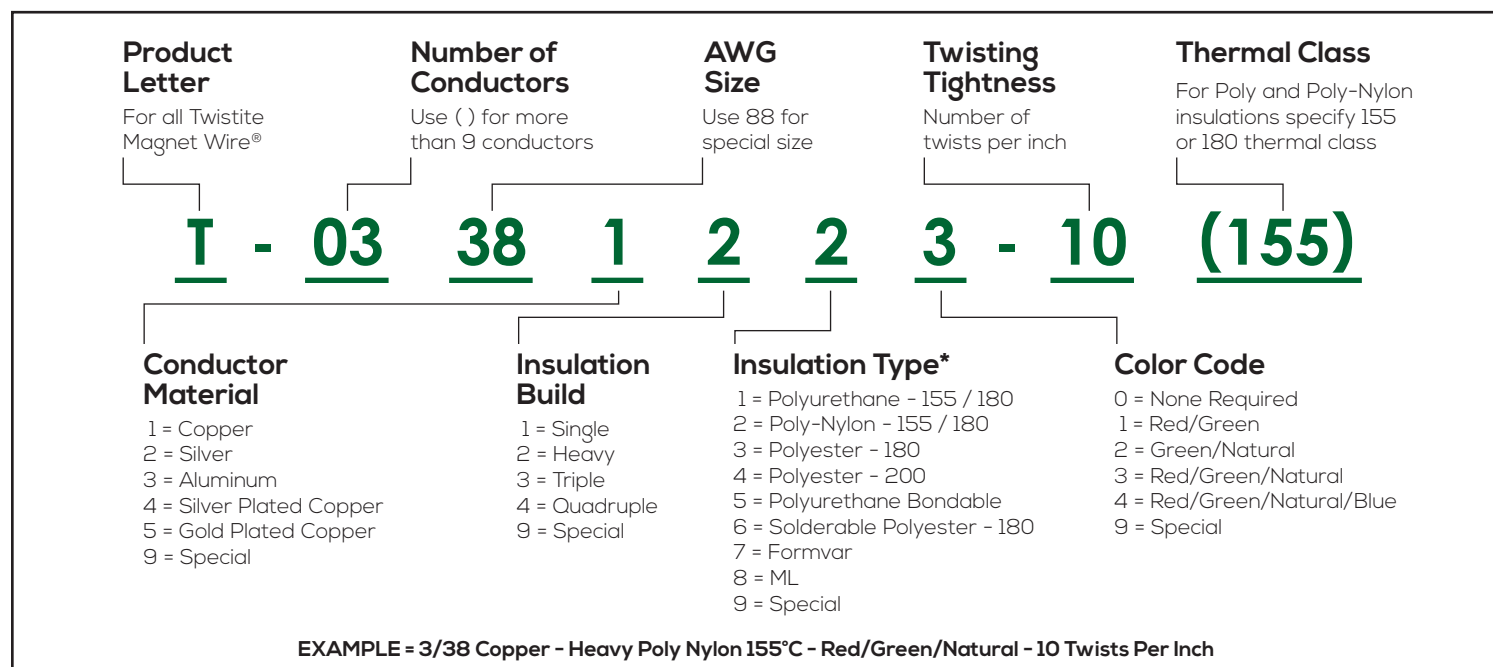 Product
Letter
For all Twistite
Magnet Wire®
Number of
Conductors
Use ( ) for more
than 9 conductors
AWG
Size
Use 88 for
special size
Twisting
Tightness
Number of
twists per inch
Thermal Class
For Poly and Poly-Nylon
insulations specify 155
or 180 thermal class
T - 03 38 1 2 2 3 - 10 (155)
Conductor
Material
1 = Copper
2 = Silver
3 = Aluminum
4 = Silver Plated Copper
5 = Gold Plated Copper
9 = Special
Insulation
Build
1 = Single
2 = Heavy
3 = Triple
4 = Quadruple
9 = Special
Insulation Type*
1 = Polyurethane - 155 / 180
2 = Poly-Nylon - 155 / 180
3 = Polyester - 180
4 = Polyester - 200
5 = Polyurethane Bondable
6 = Solderable Polyester - 180
7 = Formvar
8 = ML
9 = Special
Color Code
0 = None Required
1 = Red/Green
2 = Green/Natural
3 = Red/Green/Natural
4 = Red/Green/Natural/Blue
9 = Special
EXAMPLE = 3/38 Copper - Heavy Poly Nylon 155°C - Red/Green/Natural - 10 Twists Per Inch